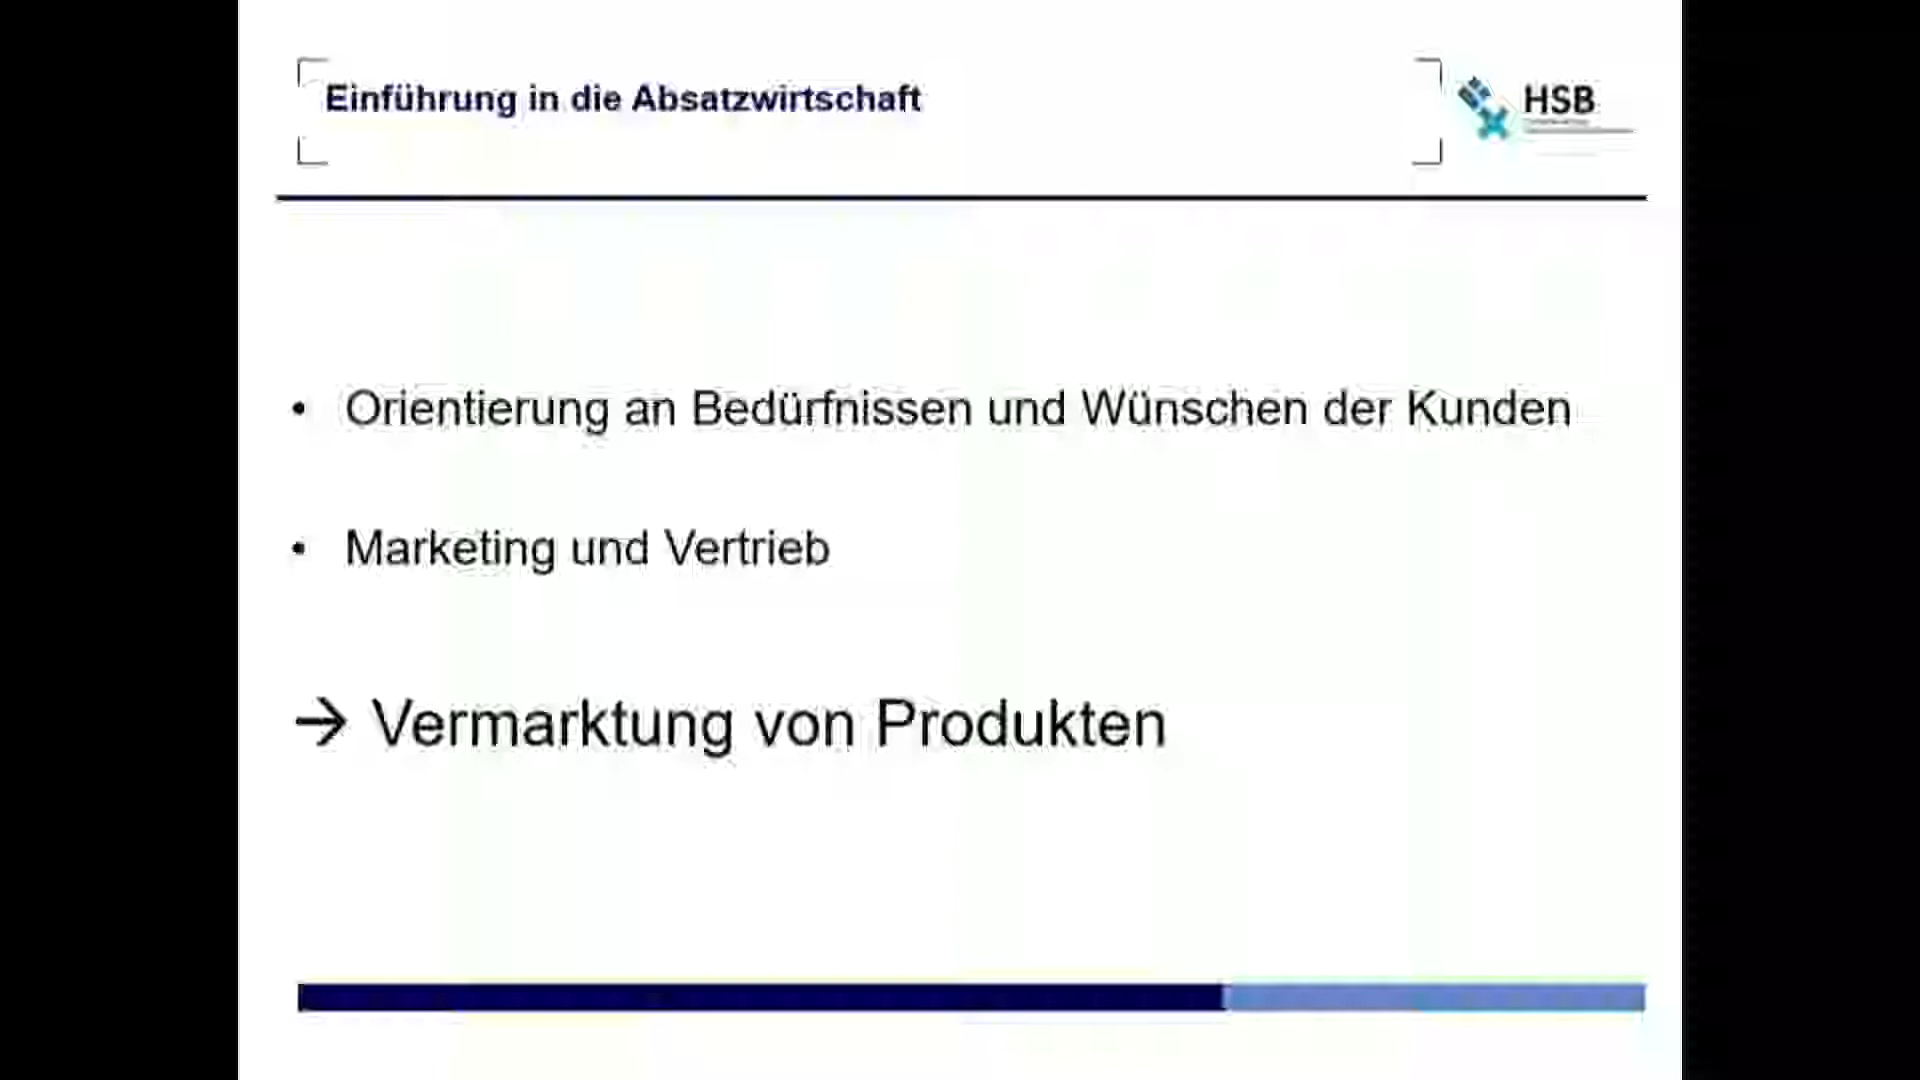 Einführung in die Absatzwirtschaft
HSB
• Orientierung an Bedürfnissen und Wünschen der Kunden
• Marketing und Vertrieb
→ Vermarktung von Produkten